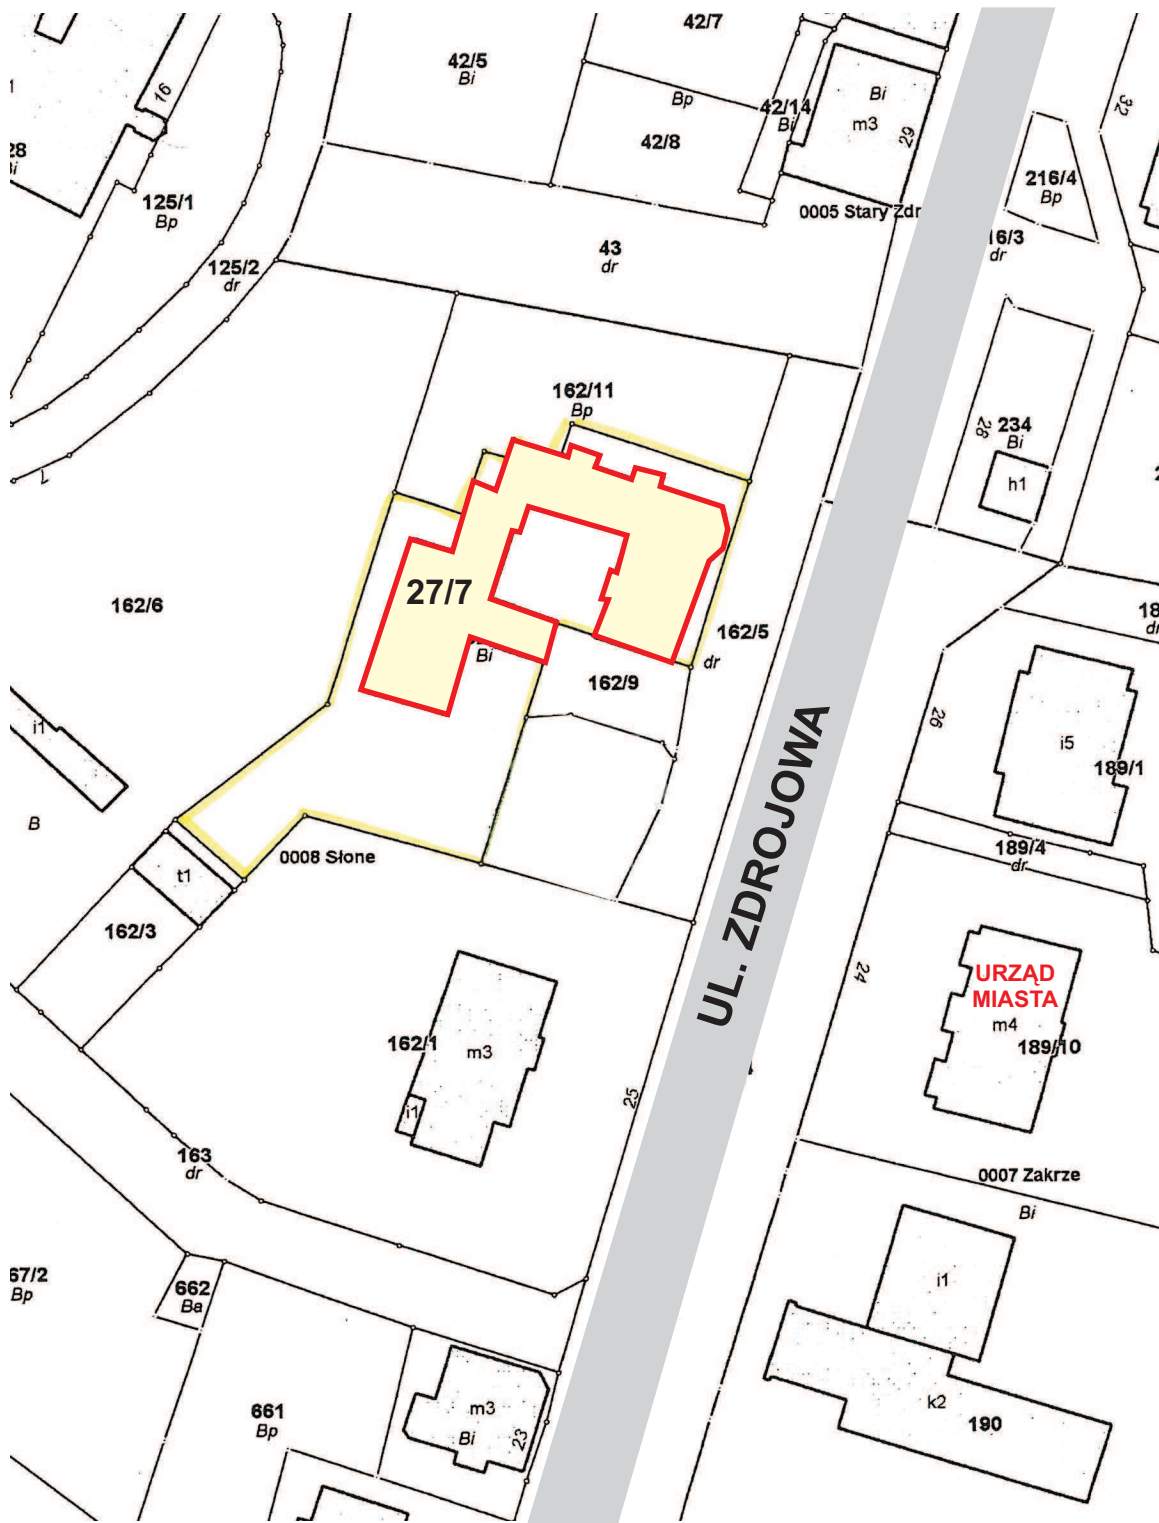 42/7
42/5
Bi
Bp
42/14
Bi
Bi
m3
29
32
16
42/8
28
125/1
Bp
216/4
Bp
0005 Stary Zdr
43
dr
16/3
dr
125/2
dr
162/11
Bp
28
234
Bi
h1
27/7
162/6
162/5
dr
Bi
162/9
i1
26
i5
189/1
UL. ZDROJOWA
B
0008 Słone
189/4
dr
t1
162/3
24
URZĄD
MIASTA
m4
189/10
162/1
m3
i1
25
163
dr
0007 Zakrze
Bi
67/2
Bp
662
Ba
i1
661
Bp
m3
Bi
23
k2
190